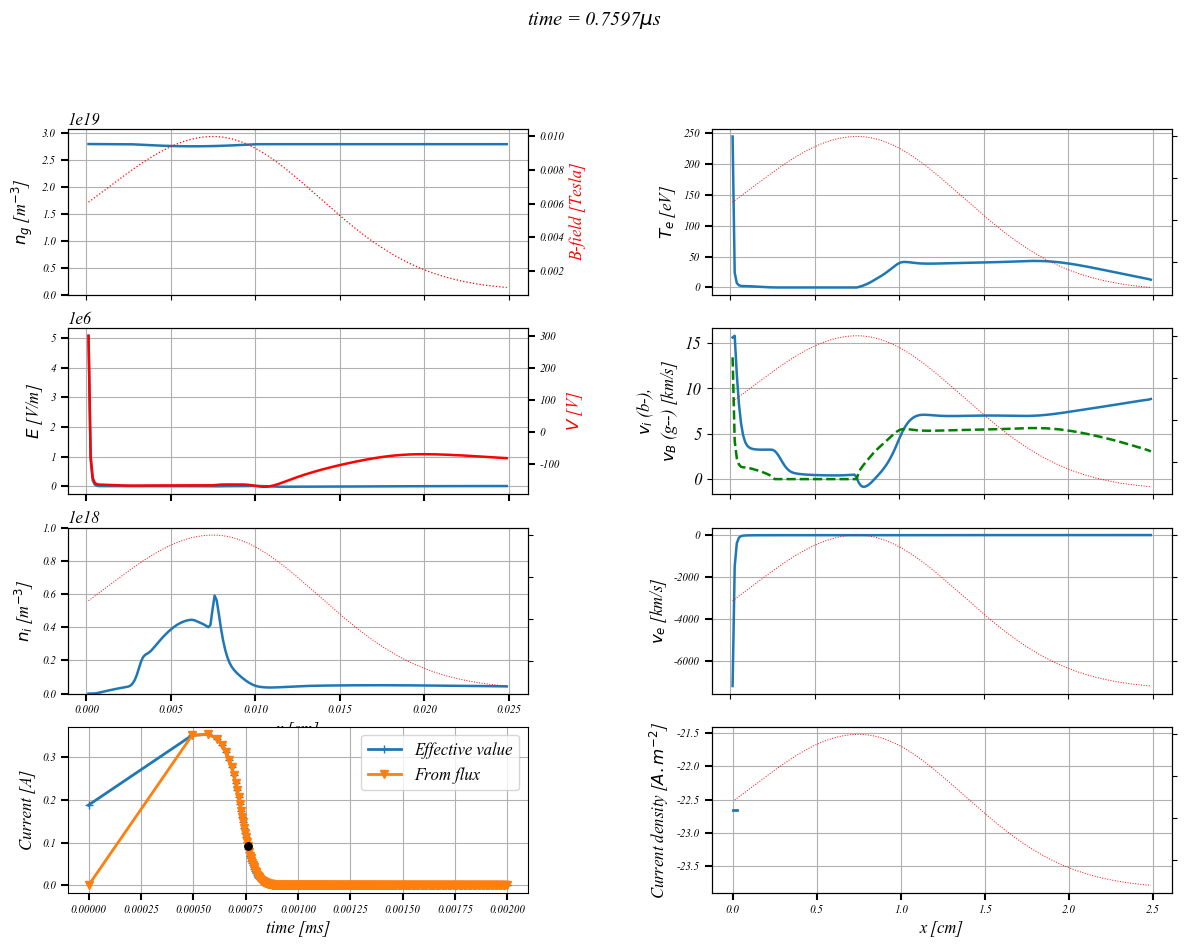 time = 0.7597μs
1e19
3.0
2.5
2.0
1.5
1.0
0.5
0.0
n_g [m^{-3}]
0.010
0.008
0.006
0.004
0.002
B-field [Tesla]
250
200
150
100
50
0
T_e [eV]
1e6
5
4
3
2
1
0
E [V/m]
300
200
100
0
-100
V [V]
15
10
5
0
v_i (b-),
v_B (g--) [km/s]
1e18
1.0
0.8
0.6
0.4
0.2
0.0
n_i [m^{-3}]
0.000 0.005 0.010 0.015 0.020 0.025
0
-2000
-4000
-6000
v_e [km/s]
0.3
0.2
0.1
0.0
Current [A]
Effective value
From flux
0.00000 0.00025 0.00050 0.00075 0.00100 0.00125 0.00150 0.00175 0.00200
time [ms]
-21.5
-22.0
-22.5
-23.0
-23.5
Current density [A.m^{-2}]
0.0 0.5 1.0 1.5 2.0 2.5
x [cm]